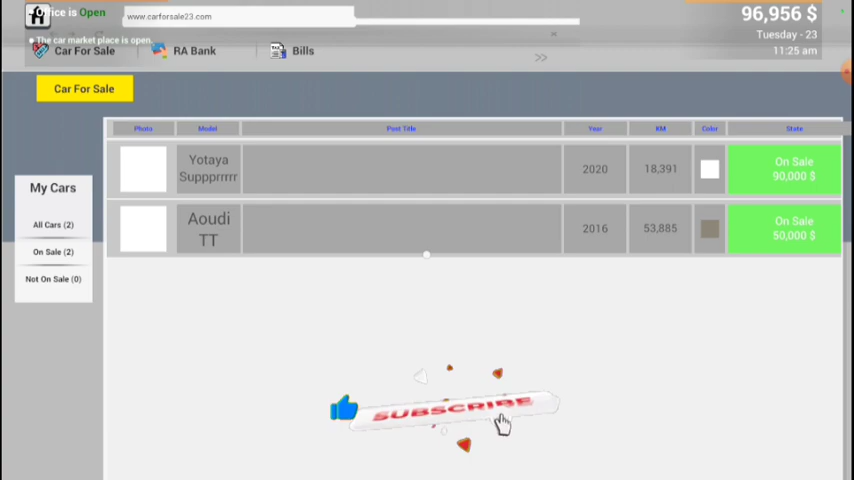 Office is Open
www.carforsale23.com
96,956 $
The car market place is open.
Tuesday - 23
Car For Sale
RA Bank
Bills
11:25 am
Car For Sale
Photo Model Post Title Year KM Color State
Yotaya
Supprrrrr
2020
18,391
On Sale
90,000 $
My Cars
All Cars (2)
On Sale (2)
Not On Sale (0)
Aoudi
TT
2016
53,885
On Sale
50,000 $
SUBSCRIBE